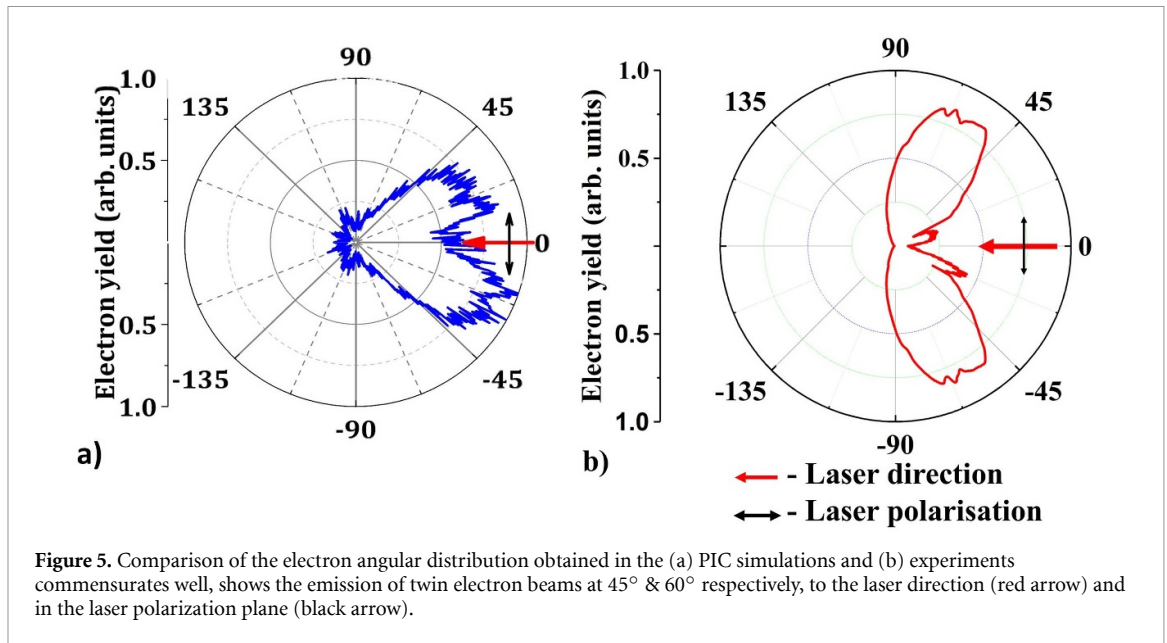 90
1.0
135
45
0.5
Electron yield (arb. units)
0
0.5
-135
-45
1.0
-90
a)
90
1.0
135
45
0.5
Electron yield (arb. units)
0
0.5
-135
-45
1.0
-90
b)
- Laser direction
- Laser polarisation
Figure 5. Comparison of the electron angular distribution obtained in the (a) PIC simulations and (b) experiments
commensurates well, shows the emission of twin electron beams at 45° & 60° respectively, to the laser direction (red arrow) and
in the laser polarization plane (black arrow).